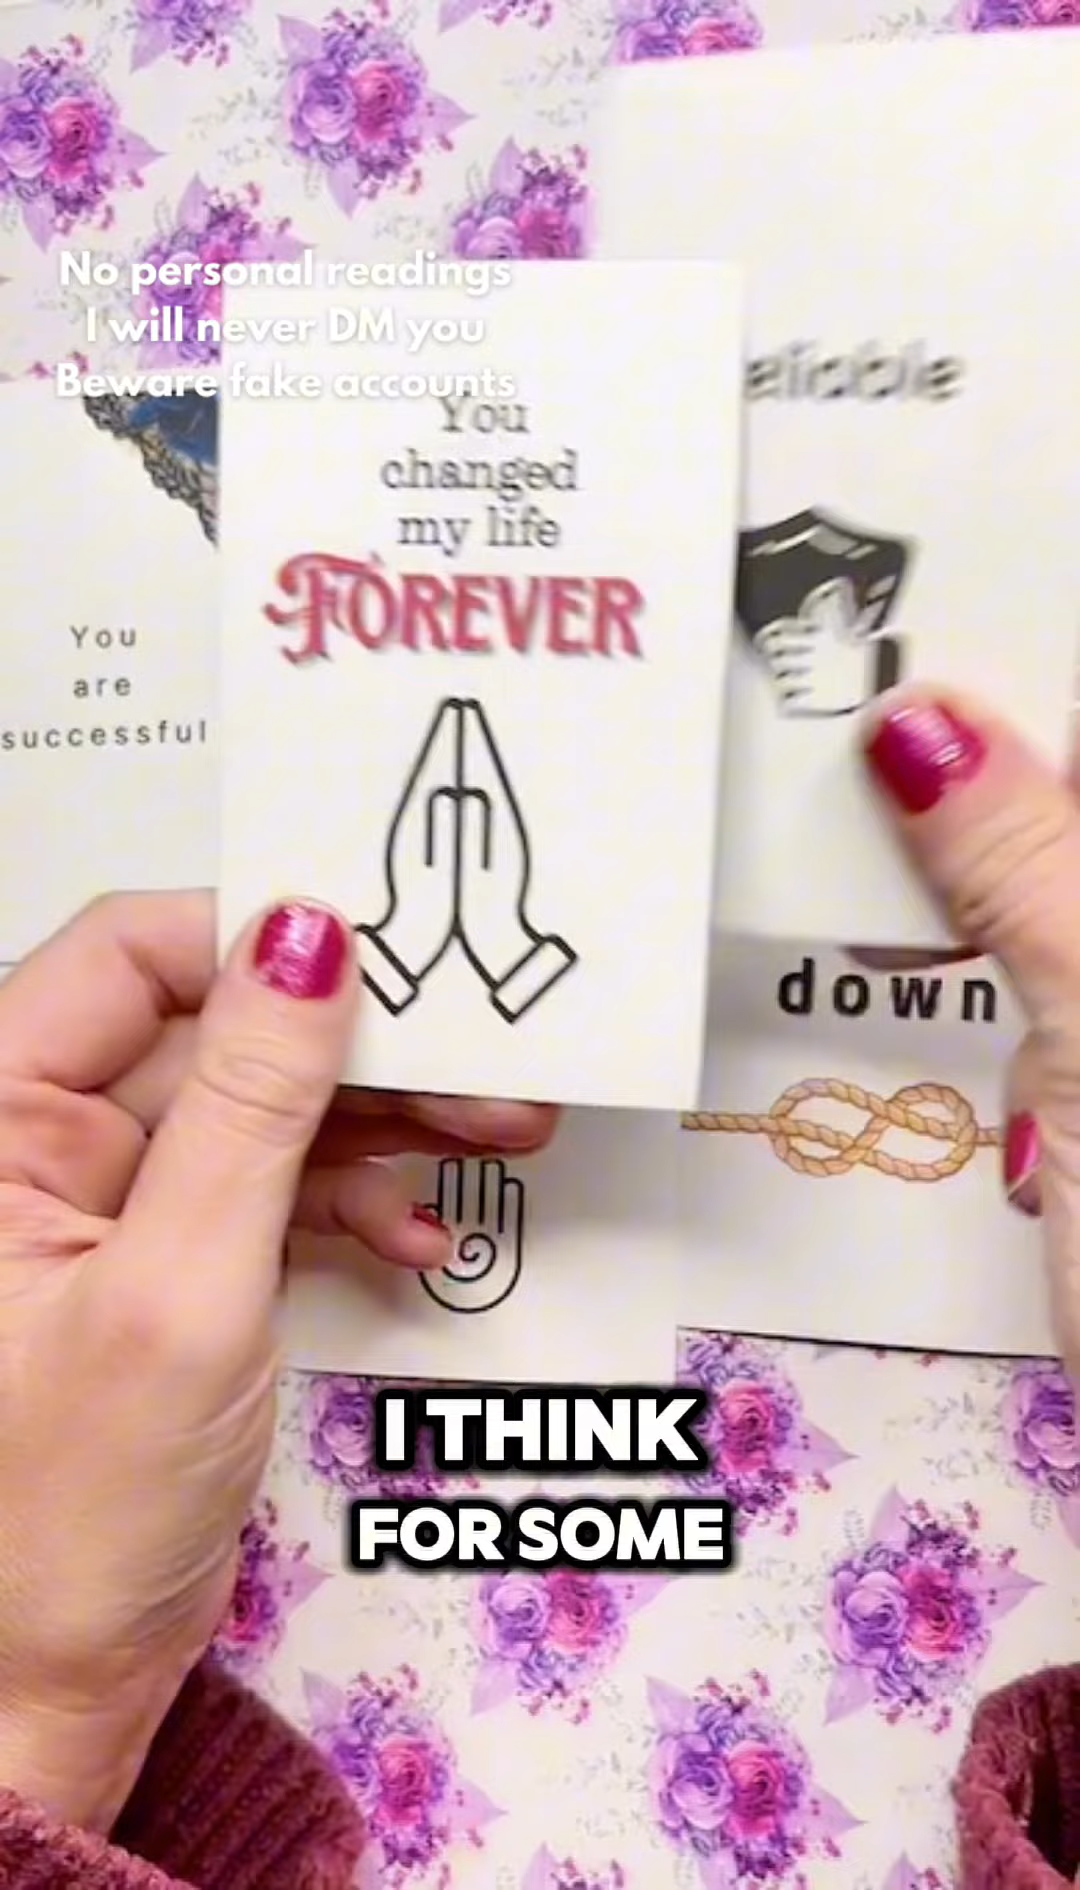 No personal readings
I will never DM you
Beware fake accounts
You
changed
my life
FOREVER
You
are
successful
down
I THINK
FOR SOME